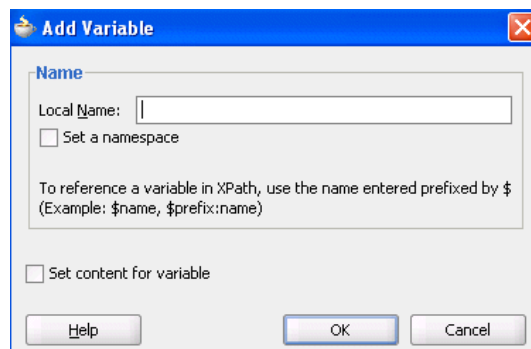 Add Variable
Name
Local Name:
Set a namespace
To reference a variable in XPath, use the name entered prefixed by $
(Example: $name, $prefix:name)
Set content for variable
Help OK Cancel